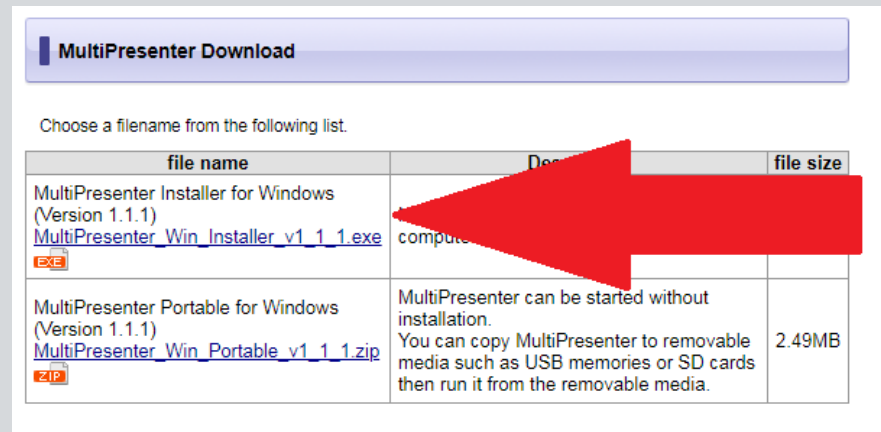 MultiPresenter Download
Choose a filename from the following list.
file name
file size
MultiPresenter Installer for Windows
(Version 1.1.1)
MultiPresenter_Win_Installer_v1_1_1.exe
EXE
MultiPresenter Portable for Windows
(Version 1.1.1)
MultiPresenter_Win_Portable_v1_1_1.zip
ZIP
MultiPresenter can be started without
installation.
You can copy MultiPresenter to removable
media such as USB memories or SD cards
then run it from the removable media.
2.49MB